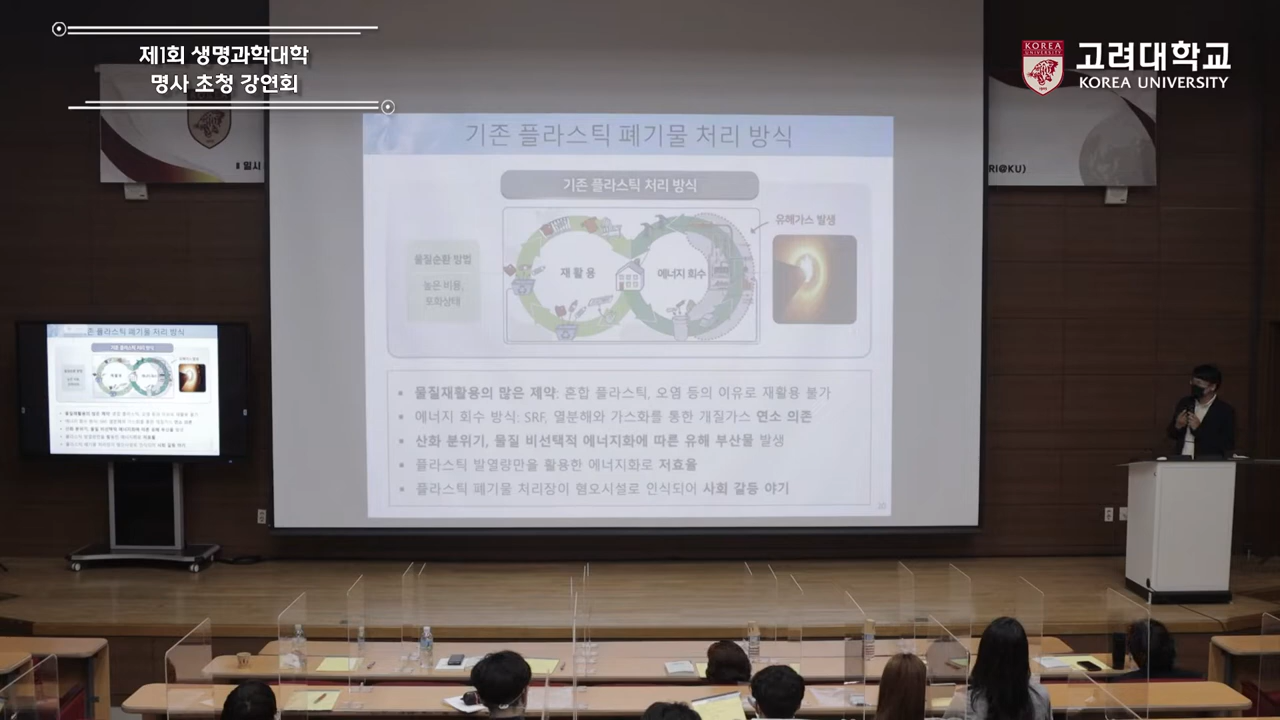 제1회 생명과학대학
명사 초청 강연회
KOREA
UNIVERSITY
고려대학교
KOREA UNIVERSITY
일시
RI@KU)
기존 플라스틱 폐기물 처리 방식
기존 플라스틱 처리 방식
유해가스 발생
물질순환 방법
높은 비용,
포화상태
재활용
에너지 회수
▪ 물질재활용의 많은 제약: 혼합 플라스틱, 오염 등의 이유로 재활용 불가
▪ 에너지 회수 방식: SRF, 열분해와 가스화를 통한 개질가스 연소 의존
▪ 산화 분위기, 물질 비선택적 에너지화에 따른 유해 부산물 발생
▪ 플라스틱 발열량만을 활용한 에너지화로 저효율
▪ 플라스틱 폐기물 처리장이 혐오시설로 인식되어 사회 갈등 야기